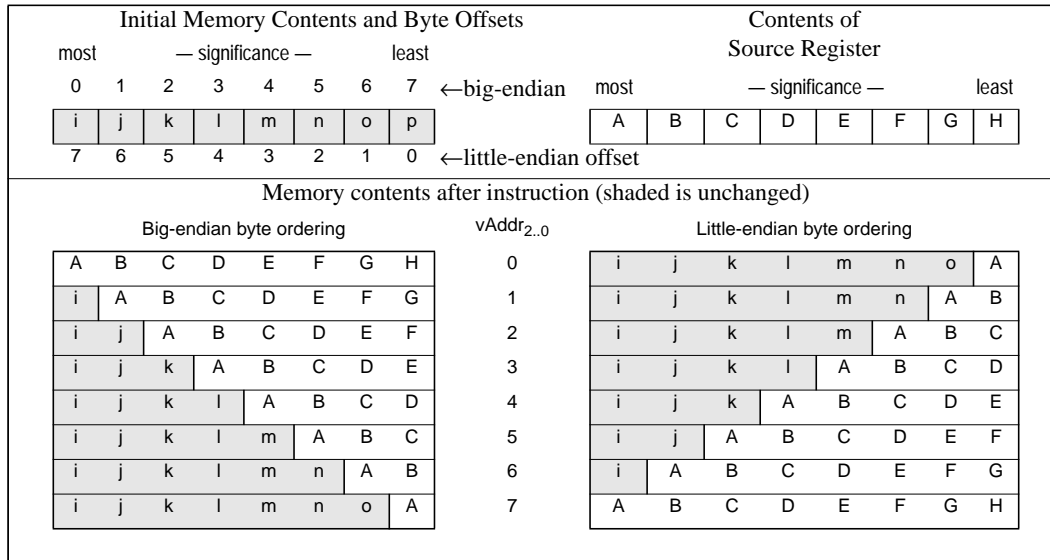 Initial Memory Contents and Byte Offsets
Contents of
Source Register
most — significance — least
0 1 2 3 4 5 6 7 ←big-endian
most — significance — least
i j k l m n o p
A B C D E F G H
7 6 5 4 3 2 1 0 ←little-endian offset
Memory contents after instruction (shaded is unchanged)
Big-endian byte ordering vAddr2..0 Little-endian byte ordering
A B C D E F G H 0 i j k l m n o A
i A B C D E F G 1 i j k l m n A B
i j A B C D E F 2 i j k l m A B C
i j k A B C D E 3 i j k l A B C D
i j k l A B C D 4 i j k A B C D E
i j k l m A B C 5 i j A B C D E F
i j k l m n A B 6 i A B C D E F G
i j k l m n o A 7 A B C D E F G H